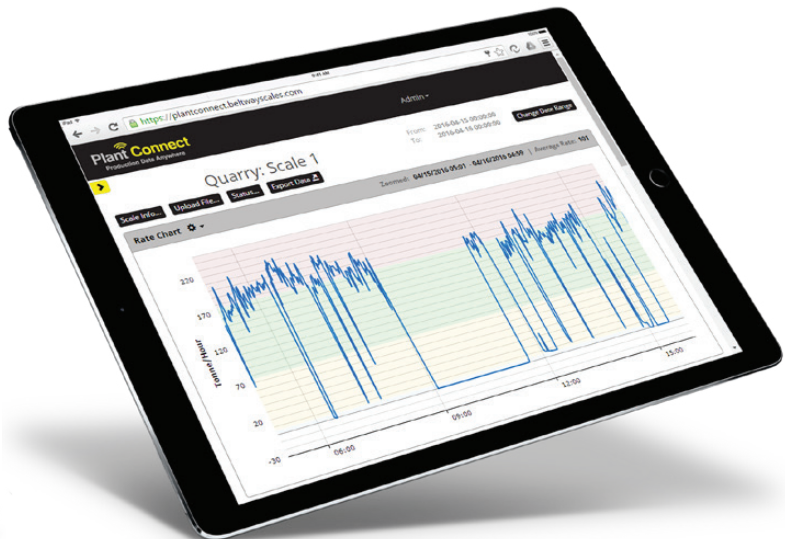 iPad
9:41 AM
https://plantconnect.beltwayscales.com
Plant Connect
Production Data Anywhere
Admin
Quarry: Scale 1
From: 2016-04-15 00:00:00
To: 2016-04-16 00:00:00
Change Date Range
Scale Info...
Upload File...
Status...
Export Data
Rate Chart
Zoomed: 04/15/2016 05:01 - 04/16/2016 04:59 | Average Rate: 101
Tonne/Hour
220
170
120
70
20
-30
06:00
09:00
12:00
15:00